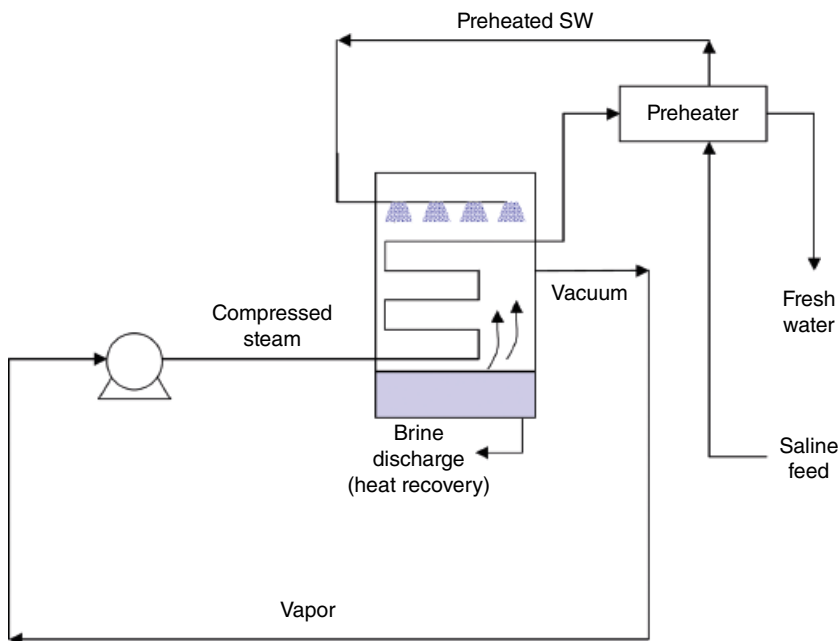 Preheated SW
Preheater
Vacuum
Fresh
water
Compressed
steam
Brine
discharge
(heat recovery)
Saline
feed
Vapor